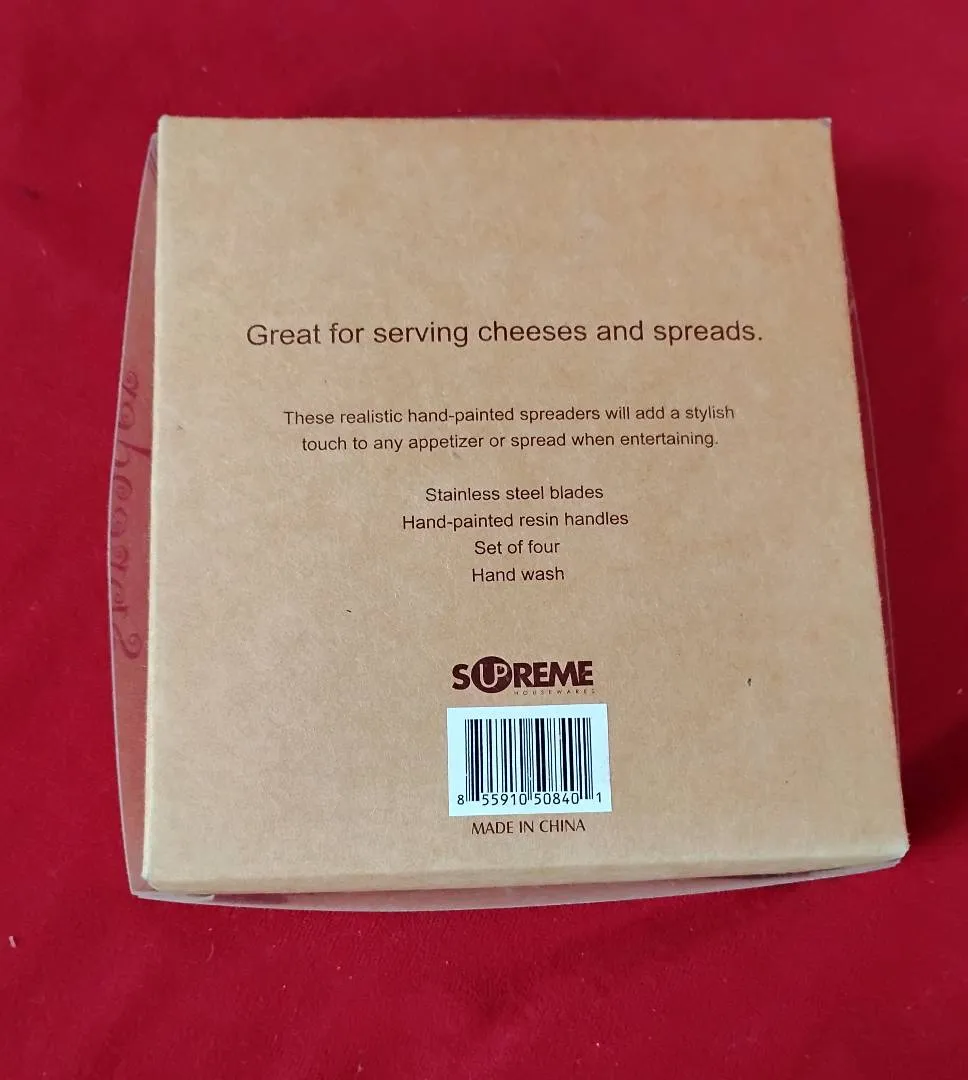 Great for serving cheeses and spreads.
These realistic hand-painted spreaders will add a stylish
touch to any appetizer or spread when entertaining.
Stainless steel blades
Hand-painted resin handles
Set of four
Hand wash
SUPREME
HOUSEWARES
8 55910 50840 1
MADE IN CHINA